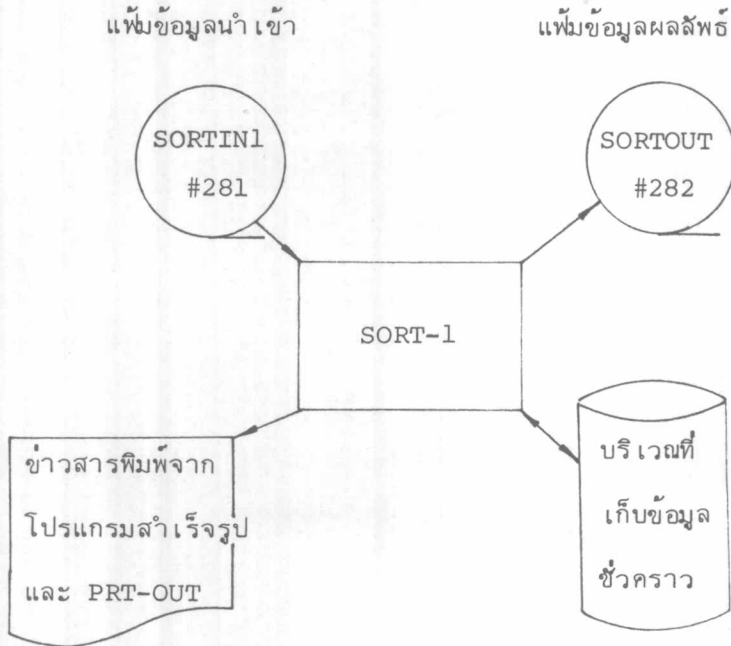 แฟ้มข้อมูลนำเข้า
แฟ้มข้อมูลผลลัพธ์
SORTIN1
#281
SORTOUT
#282
SORT-1
ข่าวสารพิมพ์จาก
โปรแกรมสำเร็จรูป
และ PRT-OUT
บริเวณที่
เก็บข้อมูล
ชั่วคราว